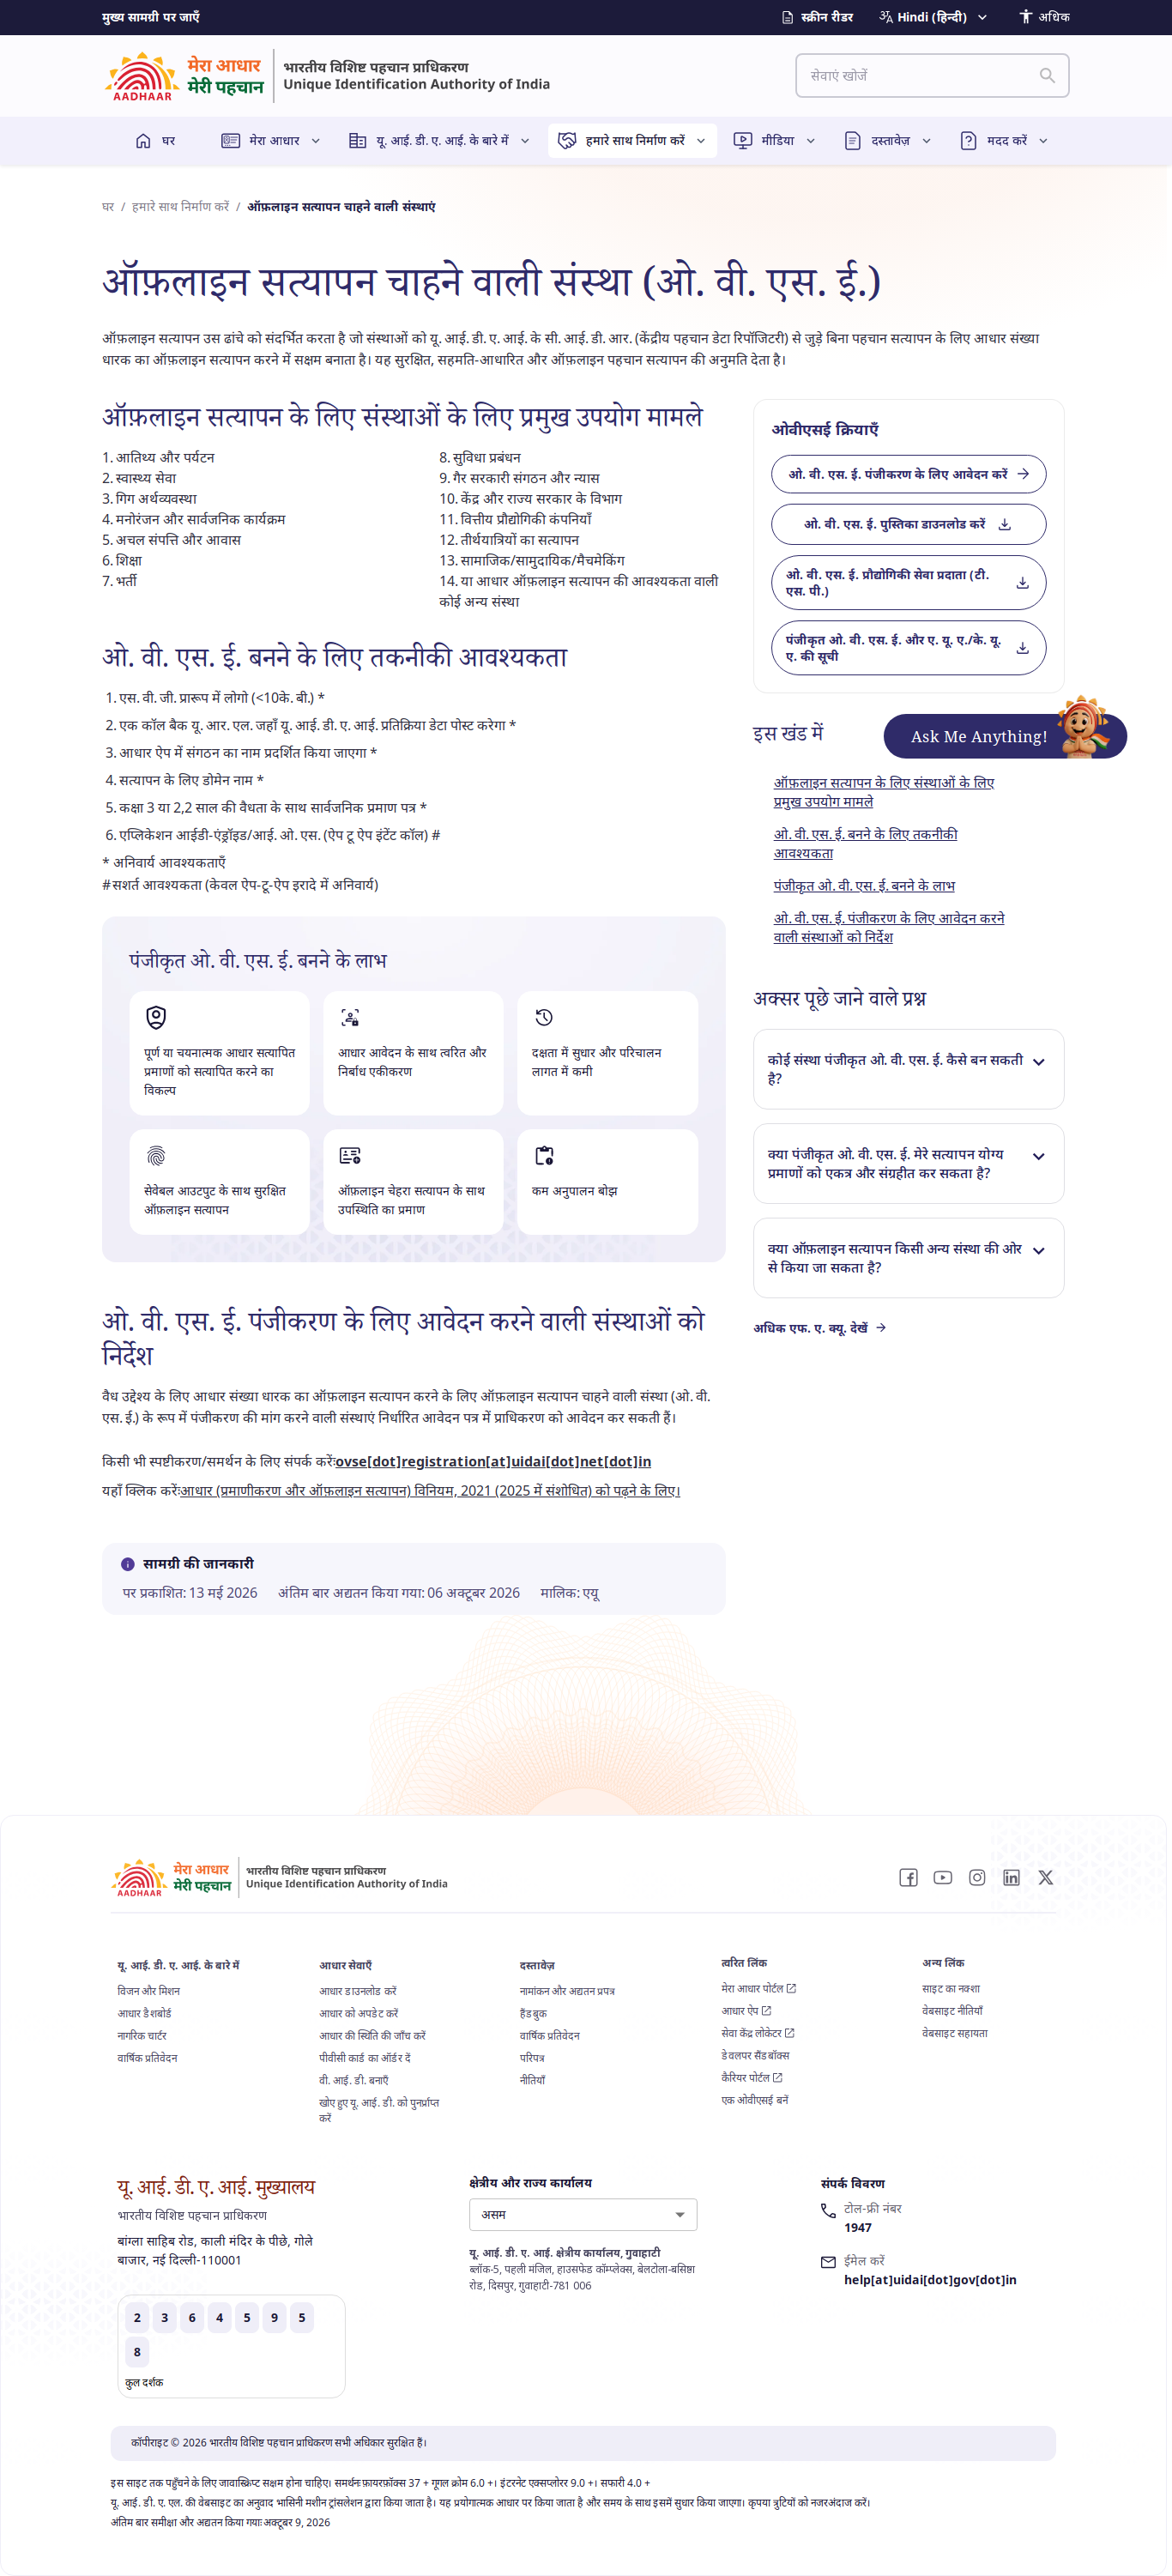 मुख्य सामग्री पर जाएँ
स्क्रीन रीडर
Hindi (हिन्दी)
अधिक
मेरा आधार
मेरी पहचान
AADHAAR
भारतीय विशिष्ट पहचान प्राधिकरण
Unique Identification Authority of India
सेवाएं खोजें
घर
मेरा आधार
यू. आई. डी. ए. आई. के बारे में
हमारे साथ निर्माण करें
मीडिया
दस्तावेज़
मदद करें
घर / हमारे साथ निर्माण करें / ऑफ़लाइन सत्यापन चाहने वाली संस्थाएं
ऑफ़लाइन सत्यापन चाहने वाली संस्था (ओ. वी. एस. ई.)
ऑफ़लाइन सत्यापन उस ढांचे को संदर्भित करता है जो संस्थाओं को यू. आई. डी. ए. आई. के सी. आई. डी. आर. (केंद्रीय पहचान डेटा रिपॉजिटरी) से जुड़े बिना पहचान सत्यापन के लिए आधार संख्या
धारक का ऑफ़लाइन सत्यापन करने में सक्षम बनाता है। यह सुरक्षित, सहमति-आधारित और ऑफ़लाइन पहचान सत्यापन की अनुमति देता है।
ऑफ़लाइन सत्यापन के लिए संस्थाओं के लिए प्रमुख उपयोग मामले
1. आतिथ्य और पर्यटन
2. स्वास्थ्य सेवा
3. गिग अर्थव्यवस्था
4. मनोरंजन और सार्वजनिक कार्यक्रम
5. अचल संपत्ति और आवास
6. शिक्षा
7. भर्ती
8. सुविधा प्रबंधन
9. गैर सरकारी संगठन और न्यास
10. केंद्र और राज्य सरकार के विभाग
11. वित्तीय प्रौद्योगिकी कंपनियाँ
12. तीर्थयात्रियों का सत्यापन
13. सामाजिक/सामुदायिक/मैचमेकिंग
14. या आधार ऑफ़लाइन सत्यापन की आवश्यकता वाली
कोई अन्य संस्था
ओ. वी. एस. ई. बनने के लिए तकनीकी आवश्यकता
1. एस. वी. जी. प्रारूप में लोगो (<10के. बी.) *
2. एक कॉल बैक यू. आर. एल. जहाँ यू. आई. डी. ए. आई. प्रतिक्रिया डेटा पोस्ट करेगा *
3. आधार ऐप में संगठन का नाम प्रदर्शित किया जाएगा *
4. सत्यापन के लिए डोमेन नाम *
5. कक्षा 3 या 2,2 साल की वैधता के साथ सार्वजनिक प्रमाण पत्र *
6. एप्लिकेशन आईडी-एंड्रॉइड/आई. ओ. एस. (ऐप टू ऐप इंटेंट कॉल) #
* अनिवार्य आवश्यकताएँ
#सशर्त आवश्यकता (केवल ऐप-टू-ऐप इरादे में अनिवार्य)
पंजीकृत ओ. वी. एस. ई. बनने के लाभ
पूर्ण या चयनात्मक आधार सत्यापित
प्रमाणों को सत्यापित करने का
विकल्प
आधार आवेदन के साथ त्वरित और
निर्बाध एकीकरण
दक्षता में सुधार और परिचालन
लागत में कमी
सेवेबल आउटपुट के साथ सुरक्षित
ऑफ़लाइन सत्यापन
ऑफ़लाइन चेहरा सत्यापन के साथ
उपस्थिति का प्रमाण
कम अनुपालन बोझ
ओ. वी. एस. ई. पंजीकरण के लिए आवेदन करने वाली संस्थाओं को
निर्देश
वैध उद्देश्य के लिए आधार संख्या धारक का ऑफ़लाइन सत्यापन करने के लिए ऑफ़लाइन सत्यापन चाहने वाली संस्था (ओ. वी.
एस. ई.) के रूप में पंजीकरण की मांग करने वाली संस्थाएं निर्धारित आवेदन पत्र में प्राधिकरण को आवेदन कर सकती हैं।
किसी भी स्पष्टीकरण/समर्थन के लिए संपर्क करेंःovse[dot]registration[at]uidai[dot]net[dot]in
यहाँ क्लिक करेंःआधार (प्रमाणीकरण और ऑफ़लाइन सत्यापन) विनियम, 2021 (2025 में संशोधित) को पढ़ने के लिए।
सामग्री की जानकारी
पर प्रकाशित: 13 मई 2026 अंतिम बार अद्यतन किया गया: 06 अक्टूबर 2026 मालिक: एयू
ओवीएसई क्रियाएँ
ओ. वी. एस. ई. पंजीकरण के लिए आवेदन करें
ओ. वी. एस. ई. पुस्तिका डाउनलोड करें
ओ. वी. एस. ई. प्रौद्योगिकी सेवा प्रदाता (टी.
एस. पी.)
पंजीकृत ओ. वी. एस. ई. और ए. यू. ए./के. यू.
ए. की सूची
इस खंड में
Ask Me Anything!
ऑफ़लाइन सत्यापन के लिए संस्थाओं के लिए
प्रमुख उपयोग मामले
ओ. वी. एस. ई. बनने के लिए तकनीकी
आवश्यकता
पंजीकृत ओ. वी. एस. ई. बनने के लाभ
ओ. वी. एस. ई. पंजीकरण के लिए आवेदन करने
वाली संस्थाओं को निर्देश
अक्सर पूछे जाने वाले प्रश्न
कोई संस्था पंजीकृत ओ. वी. एस. ई. कैसे बन सकती
है?
क्या पंजीकृत ओ. वी. एस. ई. मेरे सत्यापन योग्य
प्रमाणों को एकत्र और संग्रहीत कर सकता है?
क्या ऑफ़लाइन सत्यापन किसी अन्य संस्था की ओर
से किया जा सकता है?
अधिक एफ. ए. क्यू. देखें
मेरा आधार
मेरी पहचान
AADHAAR
भारतीय विशिष्ट पहचान प्राधिकरण
Unique Identification Authority of India
यू. आई. डी. ए. आई. के बारे में
विजन और मिशन
आधार डैशबोर्ड
नागरिक चार्टर
वार्षिक प्रतिवेदन
आधार सेवाएँ
आधार डाउनलोड करें
आधार को अपडेट करें
आधार की स्थिति की जाँच करें
पीवीसी कार्ड का ऑर्डर दें
वी. आई. डी. बनाएँ
खोए हुए यू. आई. डी. को पुनर्प्राप्त
करें
दस्तावेज़
नामांकन और अद्यतन प्रपत्र
हैंडबुक
वार्षिक प्रतिवेदन
परिपत्र
नीतियाँ
त्वरित लिंक
मेरा आधार पोर्टल
आधार ऐप
सेवा केंद्र लोकेटर
डेवलपर सैंडबॉक्स
कैरियर पोर्टल
एक ओवीएसई बनें
अन्य लिंक
साइट का नक्शा
वेबसाइट नीतियाँ
वेबसाइट सहायता
यू. आई. डी. ए. आई. मुख्यालय
भारतीय विशिष्ट पहचान प्राधिकरण
बांग्ला साहिब रोड, काली मंदिर के पीछे, गोले
बाजार, नई दिल्ली-110001
2 3 6 4 5 9 5
8
कुल दर्शक
क्षेत्रीय और राज्य कार्यालय
असम
यू. आई. डी. ए. आई. क्षेत्रीय कार्यालय, गुवाहाटी
ब्लॉक-5, पहली मंजिल, हाउसफेड कॉम्प्लेक्स, बेलटोला-बसिष्ठा
रोड, दिसपुर, गुवाहाटी-781 006
संपर्क विवरण
टोल-फ्री नंबर
1947
ईमेल करें
help[at]uidai[dot]gov[dot]in
कॉपीराइट © 2026 भारतीय विशिष्ट पहचान प्राधिकरण सभी अधिकार सुरक्षित हैं।
इस साइट तक पहुँचने के लिए जावास्क्रिप्ट सक्षम होना चाहिए। समर्थनःफ़ायरफ़ॉक्स 37 + गूगल क्रोम 6.0 +। इंटरनेट एक्सप्लोरर 9.0 +। सफारी 4.0 +
यू. आई. डी. ए. एल. की वेबसाइट का अनुवाद भासिनी मशीन ट्रांसलेशन द्वारा किया जाता है। यह प्रयोगात्मक आधार पर किया जाता है और समय के साथ इसमें सुधार किया जाएगा। कृपया त्रुटियों को नजरअंदाज करें।
अंतिम बार समीक्षा और अद्यतन किया गयाःअक्टूबर 9, 2026